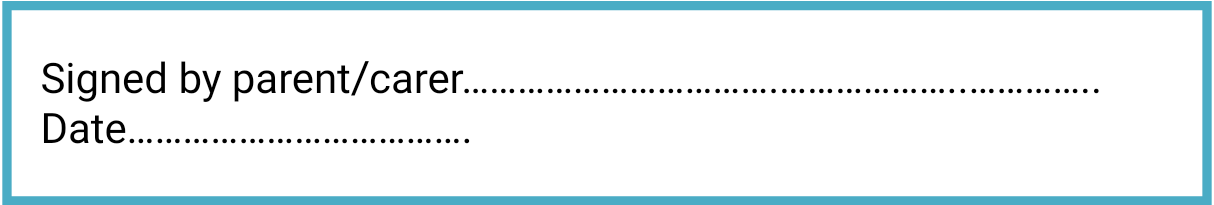 Signed by parent/carer…………………………….………………..…………..
Date……………………………….